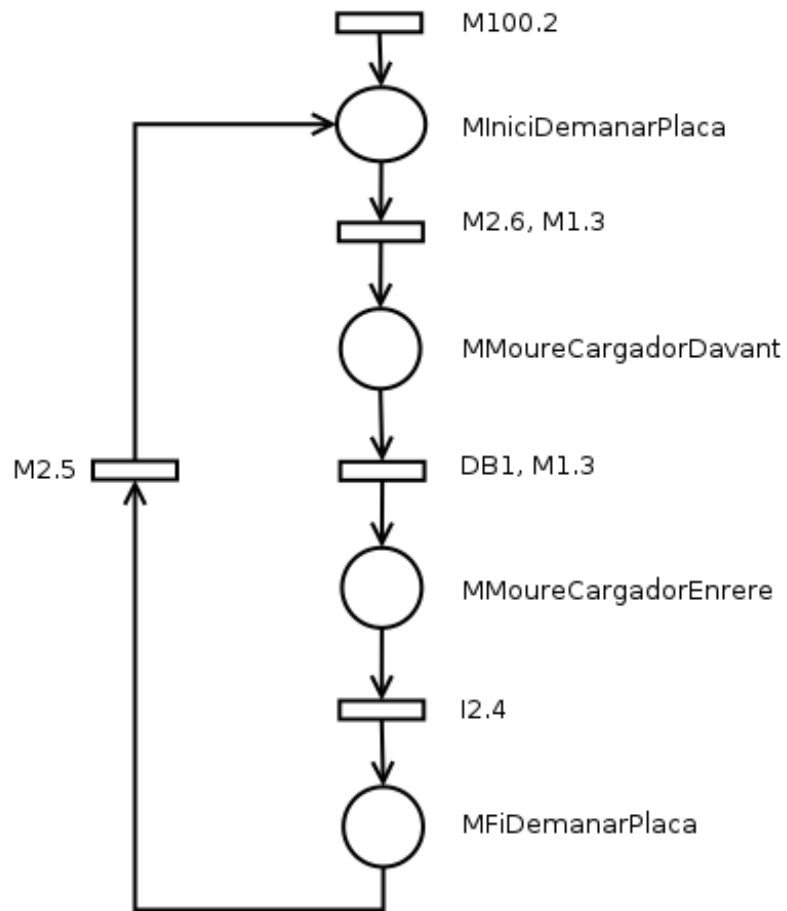 M100.2
MIniciDemanarPlaca
M2.6, M1.3
MMoureCargadorDavant
M2.5
DB1, M1.3
MMoureCargadorEnrere
I2.4
MFiDemanarPlaca